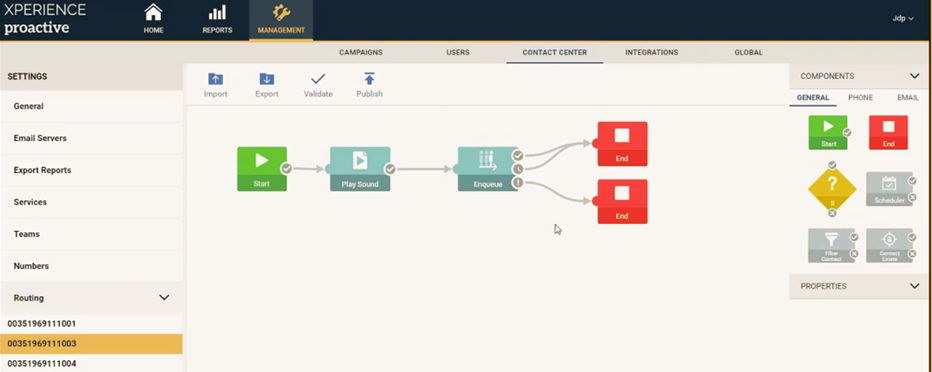 XPERIENCE
proactive
HOME
REPORTS
MANAGEMENT
Jdp
CAMPAIGNS
USERS
CONTACT CENTER
INTEGRATIONS
GLOBAL
SETTINGS
General
Email Servers
Export Reports
Services
Teams
Numbers
Routing
00351969111001
00351969111003
00351969111004
Import
Export
Validate
Publish
Start
Play Sound
Enqueue
End
End
COMPONENTS
GENERAL
PHONE
EMAIL
Start
End
?
If
Scheduler
Filter
Contact
Contact
Exists
PROPERTIES